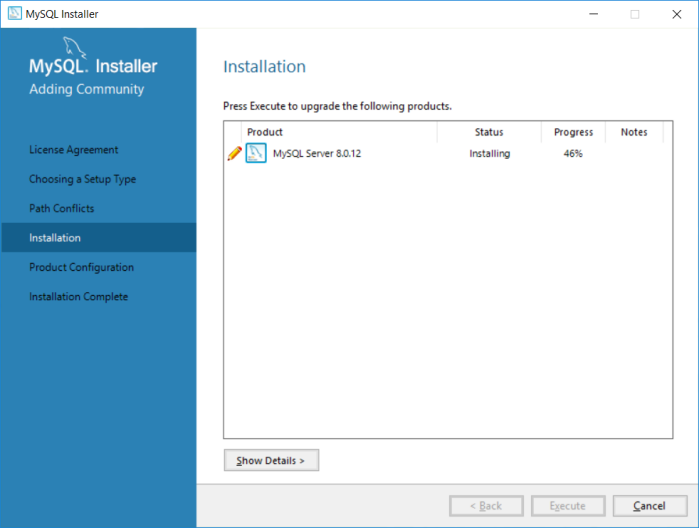 MySQL Installer
MySQL. Installer
Adding Community
License Agreement
Choosing a Setup Type
Path Conflicts
Installation
Product Configuration
Installation Complete
Installation
Press Execute to upgrade the following products.
Product Status Progress Notes
MySQL Server 8.0.12 Installing 46%
Show Details >
< Back Execute Cancel